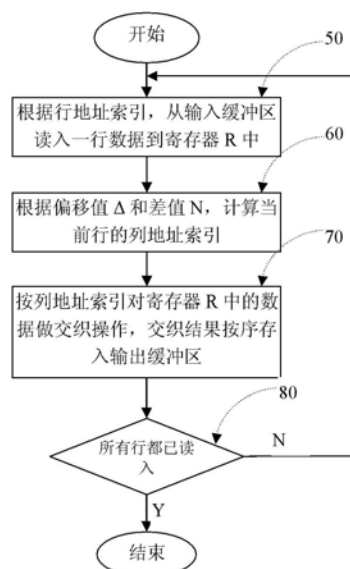 开始
50
根据行地址索引，从输入缓冲区
读入一行数据到寄存器 R 中
60
根据偏移值 Δ 和差值 N，计算当
前行的列地址索引
70
按列地址索引对寄存器 R 中的数
据做交织操作，交织结果按序存
入输出缓冲区
80
所有行都已读
入
N
Y
结束